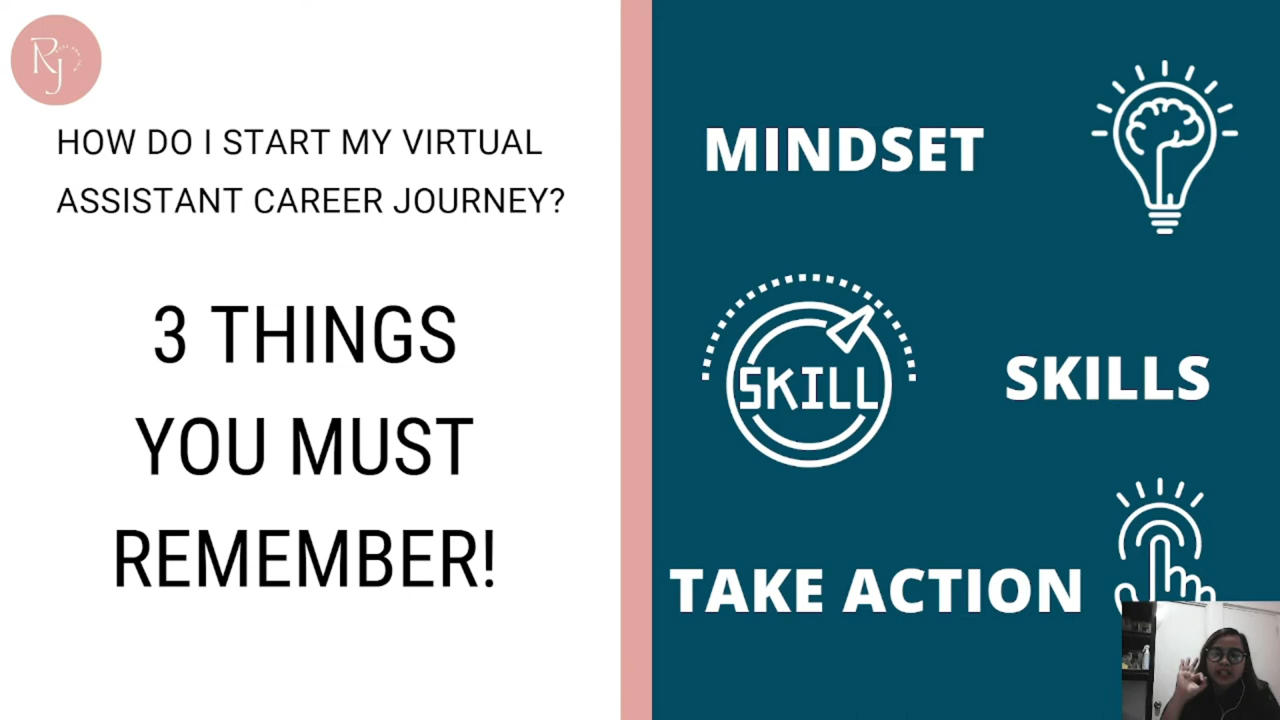 RJ
HOW DO I START MY VIRTUAL
ASSISTANT CAREER JOURNEY?
3 THINGS
YOU MUST
REMEMBER!
MINDSET
SKILL
SKILLS
TAKE ACTION